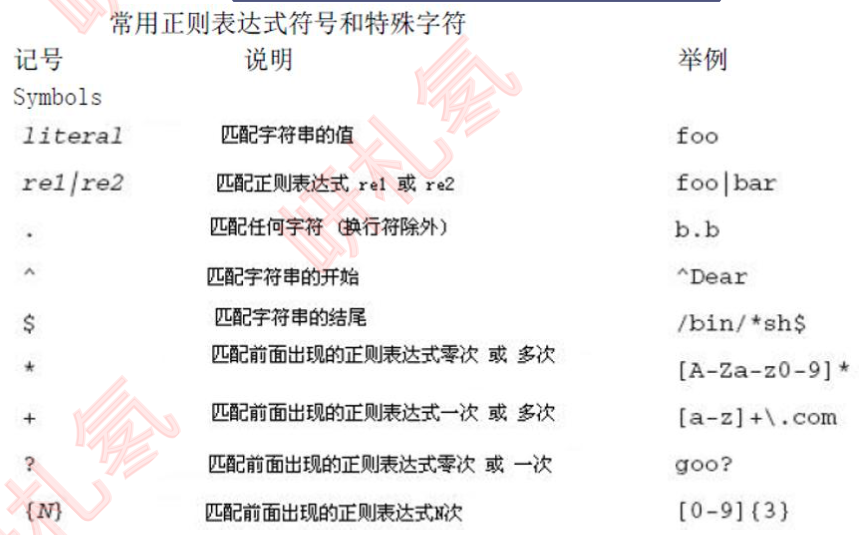 常用正则表达式符号和特殊字符
记号 说明 举例
Symbols
literal 匹配字符串的值 foo
re1|re2 匹配正则表达式 re1 或 re2 foo|bar
. 匹配任何字符（换行符除外） b.b
^ 匹配字符串的开始 ^Dear
$ 匹配字符串的结尾 /bin/*sh$
* 匹配前面出现的正则表达式零次 或 多次 [A-Za-z0-9]*
+ 匹配前面出现的正则表达式一次 或 多次 [a-z]+\.com
? 匹配前面出现的正则表达式零次 或 一次 goo?
{N} 匹配前面出现的正则表达式N次 [0-9]{3}